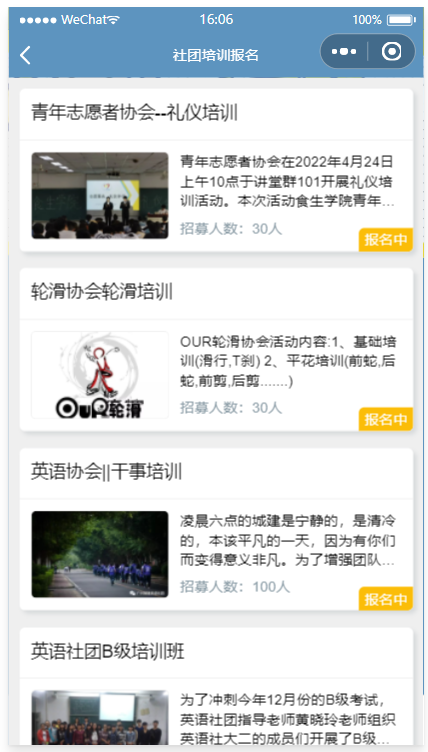 WeChat 16:06 100%
社团培训报名
青年志愿者协会--礼仪培训
青年志愿者协会在2022年4月24日
上午10点于讲堂群101开展礼仪培
训活动。本次活动食生学院青年...
招募人数：30人
报名中
轮滑协会轮滑培训
OUR轮滑
OUR轮滑协会活动内容:1、基础培
训(滑行,T刹) 2、平花培训(前蛇,后
蛇,前剪,后剪.......)
招募人数：30人
报名中
英语协会||干事培训
凌晨六点的城建是宁静的，是清冷
的，本该平凡的一天，因为有你们
而变得意义非凡。为了增强团队...
招募人数：100人
报名中
英语社团B级培训班
为了冲刺今年12月份的B级考试，
英语社团指导老师黄晓玲老师组织
英语社大二的成员们开展了B级...